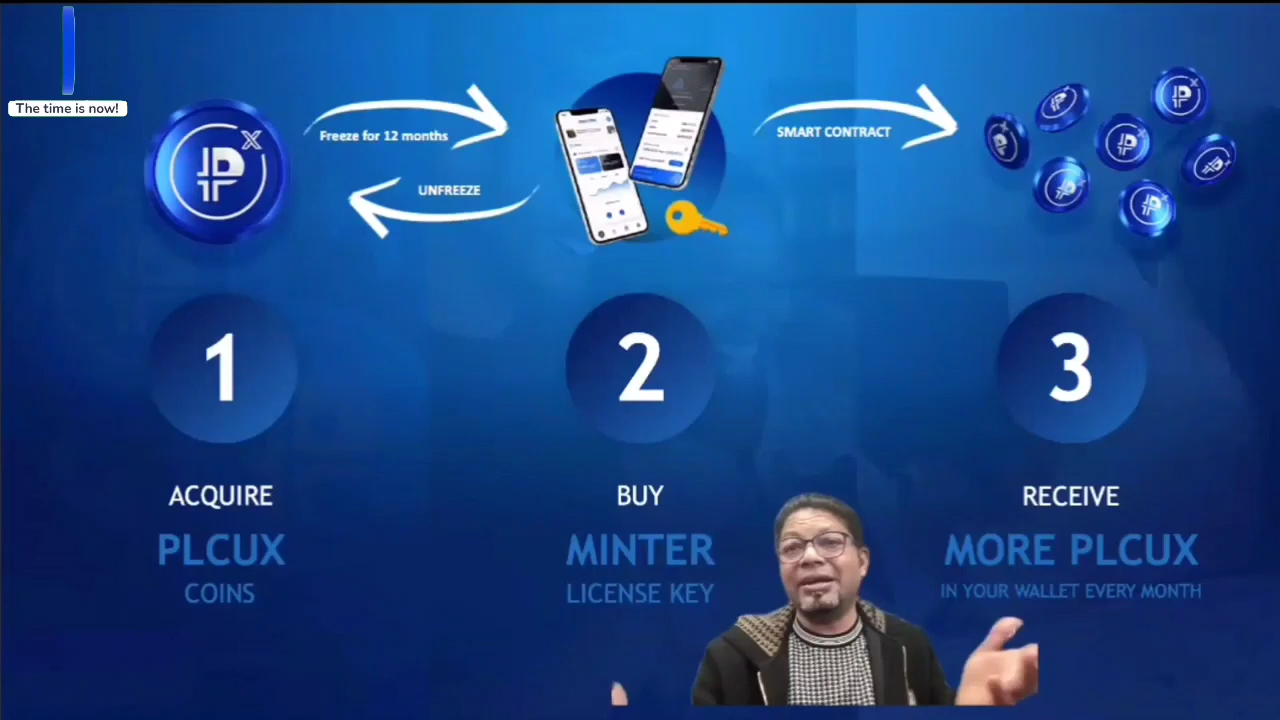 The time is now!
Freeze for 12 months
UNFREEZE
SMART CONTRACT
1
ACQUIRE
PLCUX
COINS
2
BUY
MINTER
LICENSE KEY
3
RECEIVE
MORE PLCUX
IN YOUR WALLET EVERY MONTH